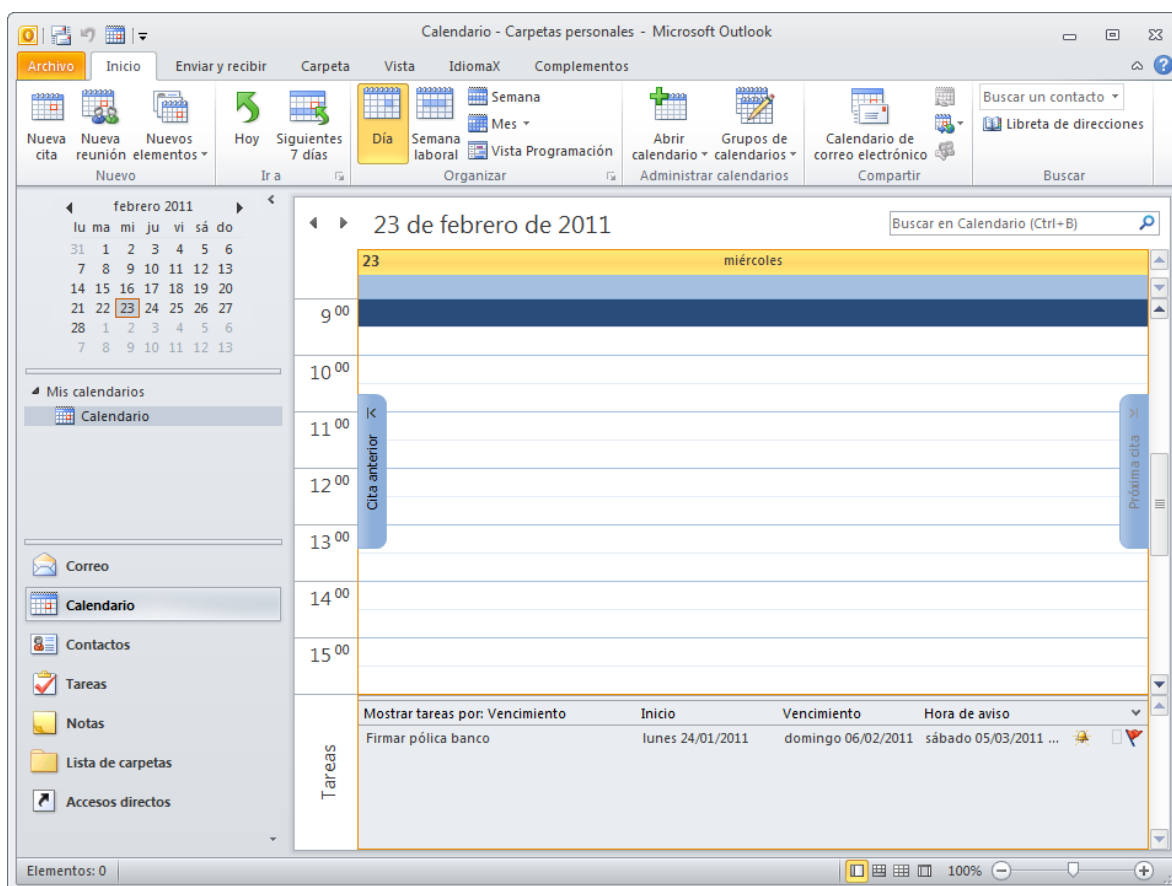 Calendario - Carpetas personales - Microsoft Outlook
Archivo Inicio Enviar y recibir Carpeta Vista IdiomaX Complementos
Nueva cita
Nueva reunión
Nuevos elementos
Nuevo
Hoy
Siguientes 7 días
Ir a
Día
Semana laboral
Semana
Mes
Vista Programación
Organizar
Abrir calendario
Grupos de calendarios
Administrar calendarios
Calendario de correo electrónico
Compartir
Buscar un contacto
Libreta de direcciones
Buscar
febrero 2011
lu ma mi ju vi sá do
31 1 2 3 4 5 6
7 8 9 10 11 12 13
14 15 16 17 18 19 20
21 22 23 24 25 26 27
28 1 2 3 4 5 6
7 8 9 10 11 12 13
Mis calendarios
Calendario
Correo
Calendario
Contactos
Tareas
Notas
Lista de carpetas
Accesos directos
23 de febrero de 2011
Buscar en Calendario (Ctrl+B)
23 miércoles
9 00
10 00
11 00
12 00
13 00
14 00
15 00
Cita anterior
Próxima cita
Tareas
Mostrar tareas por: Vencimiento Inicio Vencimiento Hora de aviso
Firmar pólica banco lunes 24/01/2011 domingo 06/02/2011 sábado 05/03/2011 ...
Elementos: 0
100%